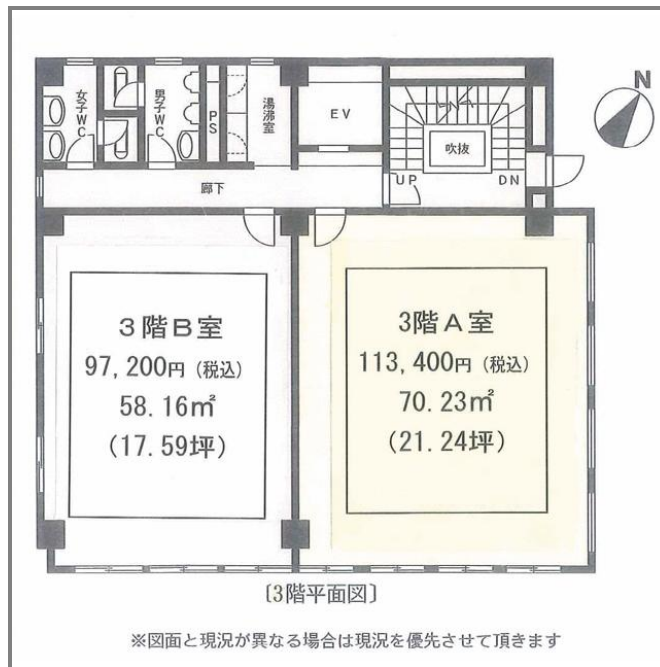 N
女子WC
男子WC
PS
湯沸室
EV
吹抜
UP
DN
廊下
3階B室
97,200円(税込)
58.16㎡
(17.59坪)
3階A室
113,400円(税込)
70.23㎡
(21.24坪)
〔3階平面図〕
※図面と現況が異なる場合は現況を優先させて頂きます